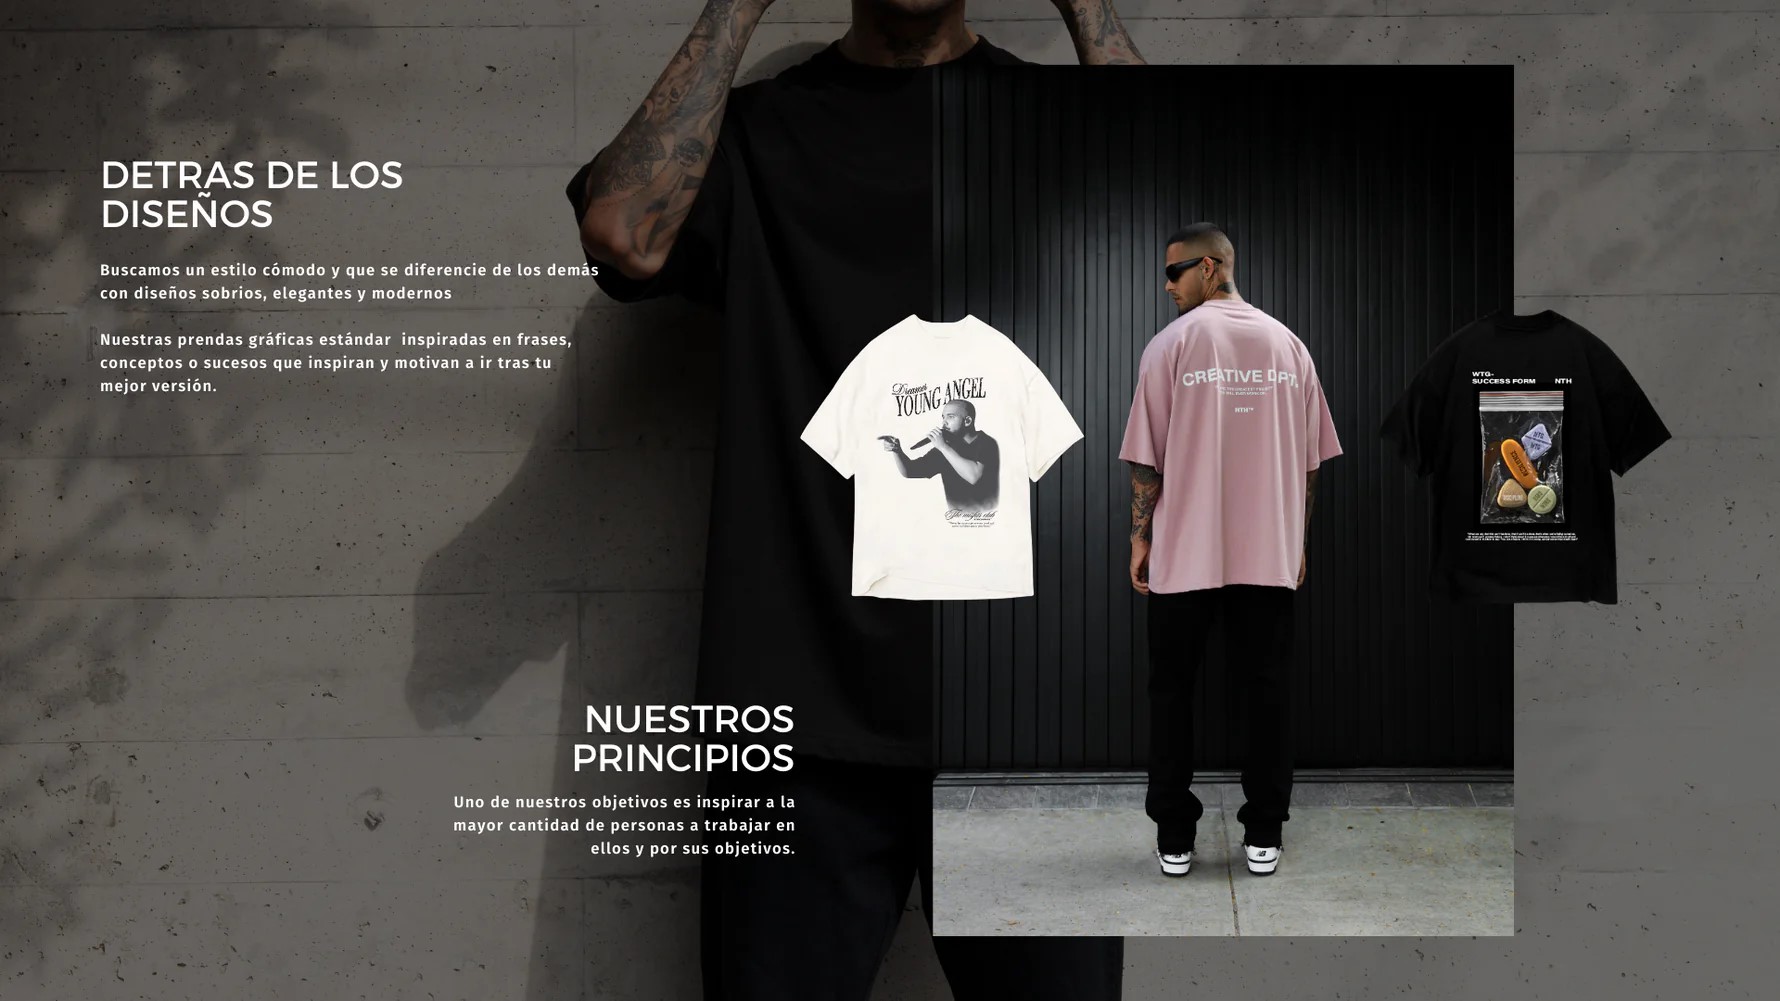 DETRAS DE LOS
DISEÑOS
Buscamos un estilo cómodo y que se diferencie de los demás
con diseños sobrios, elegantes y modernos
Nuestras prendas gráficas estándar  inspiradas en frases,
conceptos o sucesos que inspiran y motivan a ir tras tu
mejor versión.
Dreamer
YOUNG ANGEL
CREATIVE DPT.
NTH™
WTG-
SUCCESS FORM NTH
NUESTROS
PRINCIPIOS
Uno de nuestros objetivos es inspirar a la
mayor cantidad de personas a trabajar en
ellos y por sus objetivos.